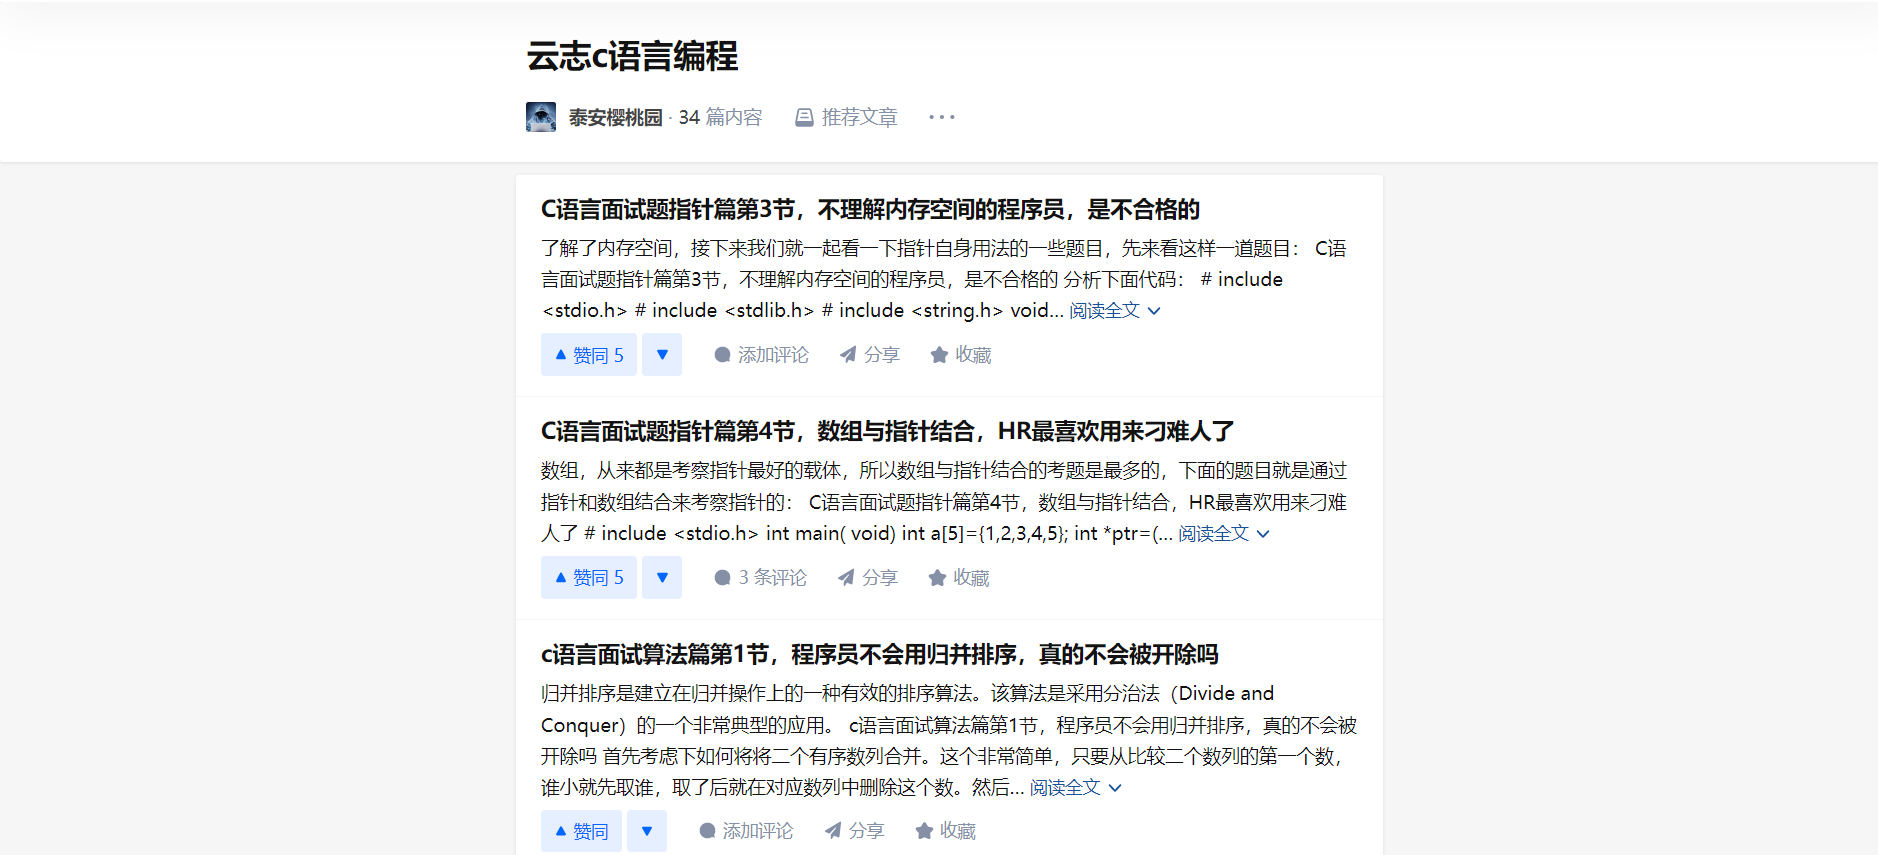 云志c语言编程
泰安樱桃园 · 34 篇内容 推荐文章 ···
C语言面试题指针篇第3节，不理解内存空间的程序员，是不合格的
了解了内存空间，接下来我们就一起看一下指针自身用法的一些题目，先来看这样一道题目： C语
言面试题指针篇第3节，不理解内存空间的程序员，是不合格的 分析下面代码： # include
<stdio.h> # include <stdlib.h> # include <string.h> void... 阅读全文
赞同 5 添加评论 分享 收藏
C语言面试题指针篇第4节，数组与指针结合，HR最喜欢用来刁难人了
数组，从来都是考察指针最好的载体，所以数组与指针结合的考题是最多的，下面的题目就是通过
指针和数组结合来考察指针的： C语言面试题指针篇第4节，数组与指针结合，HR最喜欢用来刁难
人了 # include <stdio.h> int main( void) int a[5]={1,2,3,4,5}; int *ptr=(... 阅读全文
赞同 5 3 条评论 分享 收藏
c语言面试算法篇第1节，程序员不会用归并排序，真的不会被开除吗
归并排序是建立在归并操作上的一种有效的排序算法。该算法是采用分治法（Divide and
Conquer）的一个非常典型的应用。 c语言面试算法篇第1节，程序员不会用归并排序，真的不会被
开除吗 首先考虑下如何将将二个有序数列合并。这个非常简单，只要从比较二个数列的第一个数，
谁小就先取谁，取了后就在对应数列中删除这个数。然后... 阅读全文
赞同 添加评论 分享 收藏